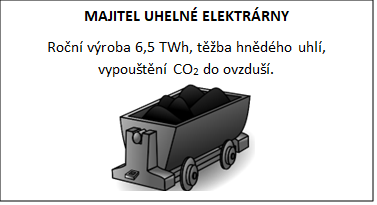 MAJITEL UHELNÉ ELEKTRÁRNY
Roční výroba 6,5 TWh, těžba hnědého uhlí,
vypouštění CO₂ do ovzduší.